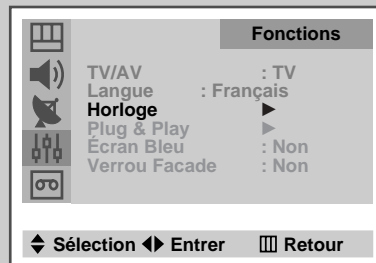 Fonctions
TV/AV : TV
Langue : Français
Horloge ►
Plug & Play ►
Écran Bleu : Non
Verrou Facade : Non
Sélection Entrer Retour